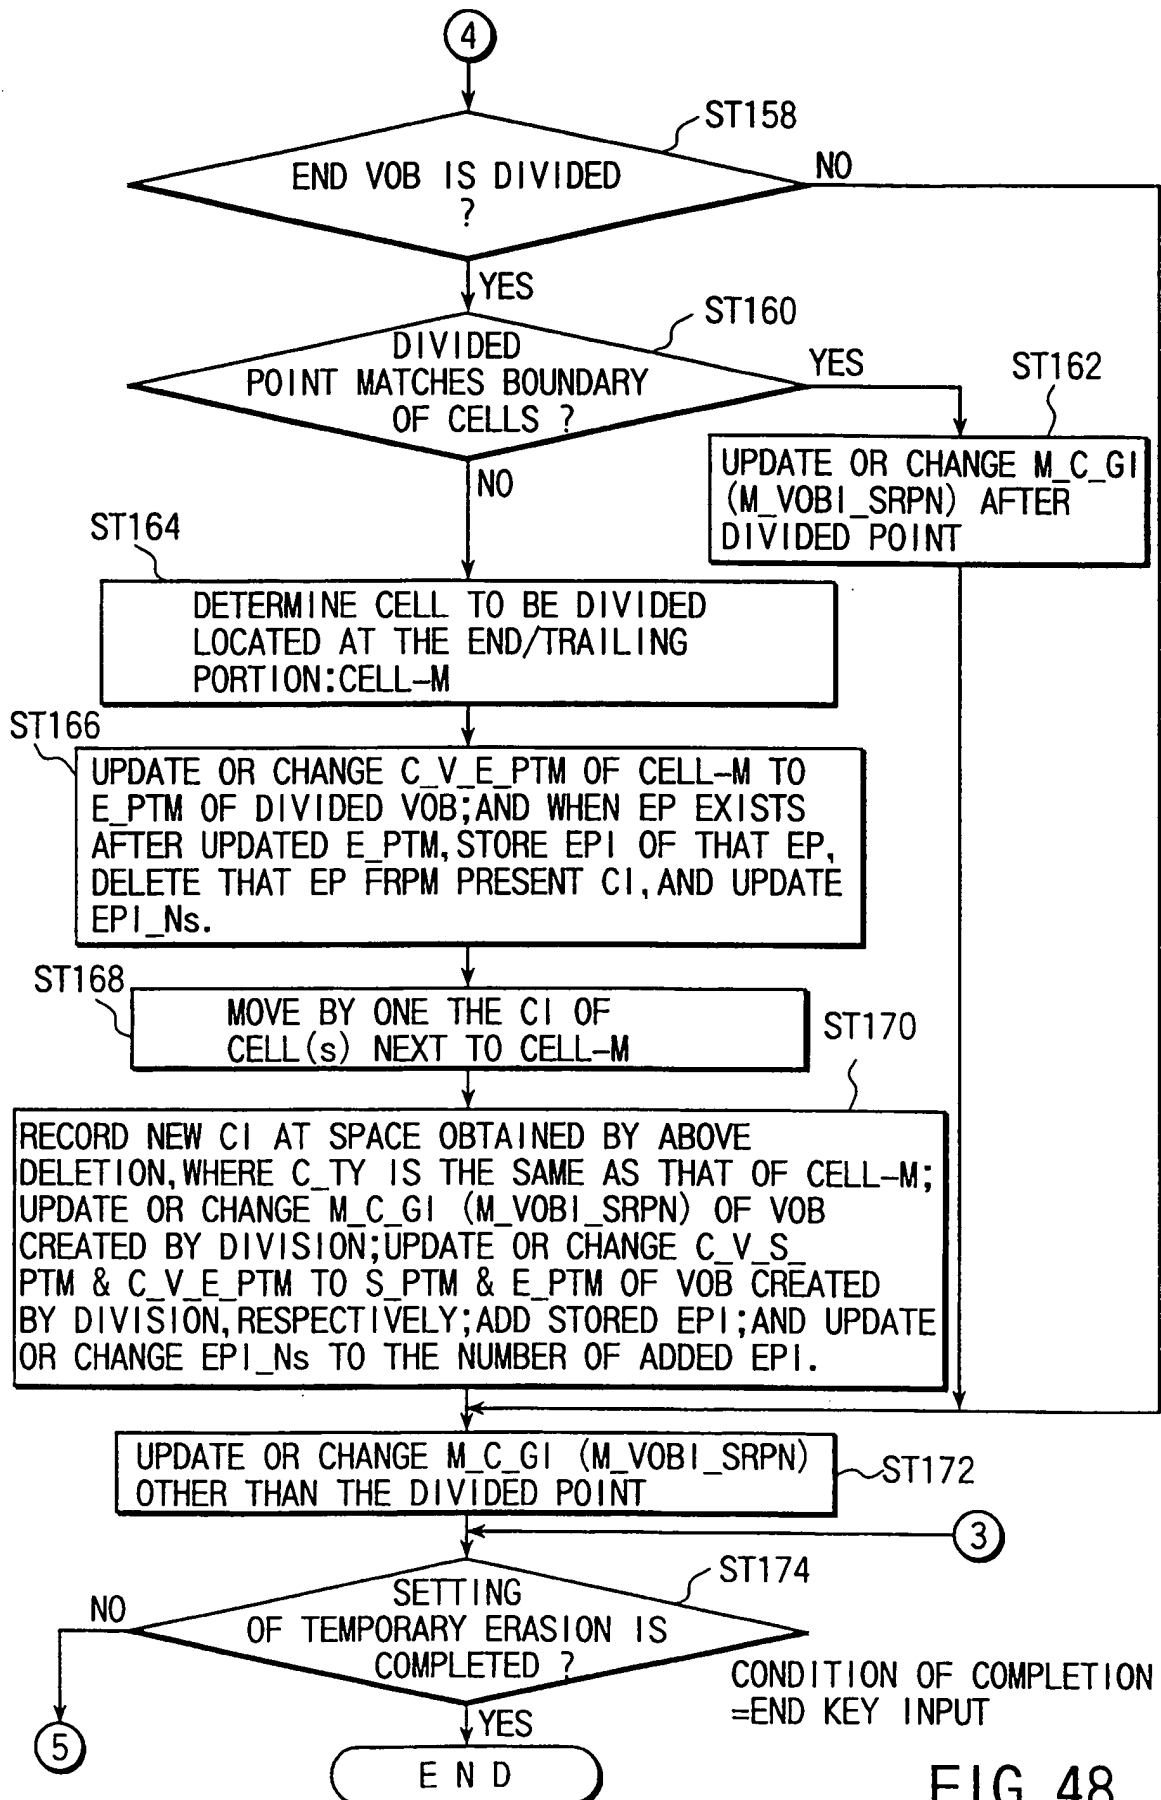 4
ST158
END VOB IS DIVIDED
?
NO
YES
ST160
DIVIDED
POINT MATCHES BOUNDARY
OF CELLS ?
YES
ST162
NO
UPDATE OR CHANGE M_C_GI
(M_VOBI_SRPN) AFTER
DIVIDED POINT
ST164
DETERMINE CELL TO BE DIVIDED
LOCATED AT THE END/TRAILING
PORTION:CELL-M
ST166
UPDATE OR CHANGE C_V_E_PTM OF CELL-M TO
E_PTM OF DIVIDED VOB;AND WHEN EP EXISTS
AFTER UPDATED E_PTM,STORE EPI OF THAT EP,
DELETE THAT EP FRPM PRESENT CI,AND UPDATE
EPI_Ns.
ST168
MOVE BY ONE THE CI OF
CELL(s) NEXT TO CELL-M
ST170
RECORD NEW CI AT SPACE OBTAINED BY ABOVE
DELETION,WHERE C_TY IS THE SAME AS THAT OF CELL-M;
UPDATE OR CHANGE M_C_GI (M_VOBI_SRPN) OF VOB
CREATED BY DIVISION;UPDATE OR CHANGE C_V_S_
PTM & C_V_E_PTM TO S_PTM & E_PTM OF VOB CREATED
BY DIVISION,RESPECTIVELY;ADD STORED EPI;AND UPDATE
OR CHANGE EPI_Ns TO THE NUMBER OF ADDED EPI.
UPDATE OR CHANGE M_C_GI (M_VOBI_SRPN)
OTHER THAN THE DIVIDED POINT
ST172
3
ST174
SETTING
OF TEMPORARY ERASION IS
COMPLETED ?
NO
CONDITION OF COMPLETION
=END KEY INPUT
5
YES
END
FIG. 48